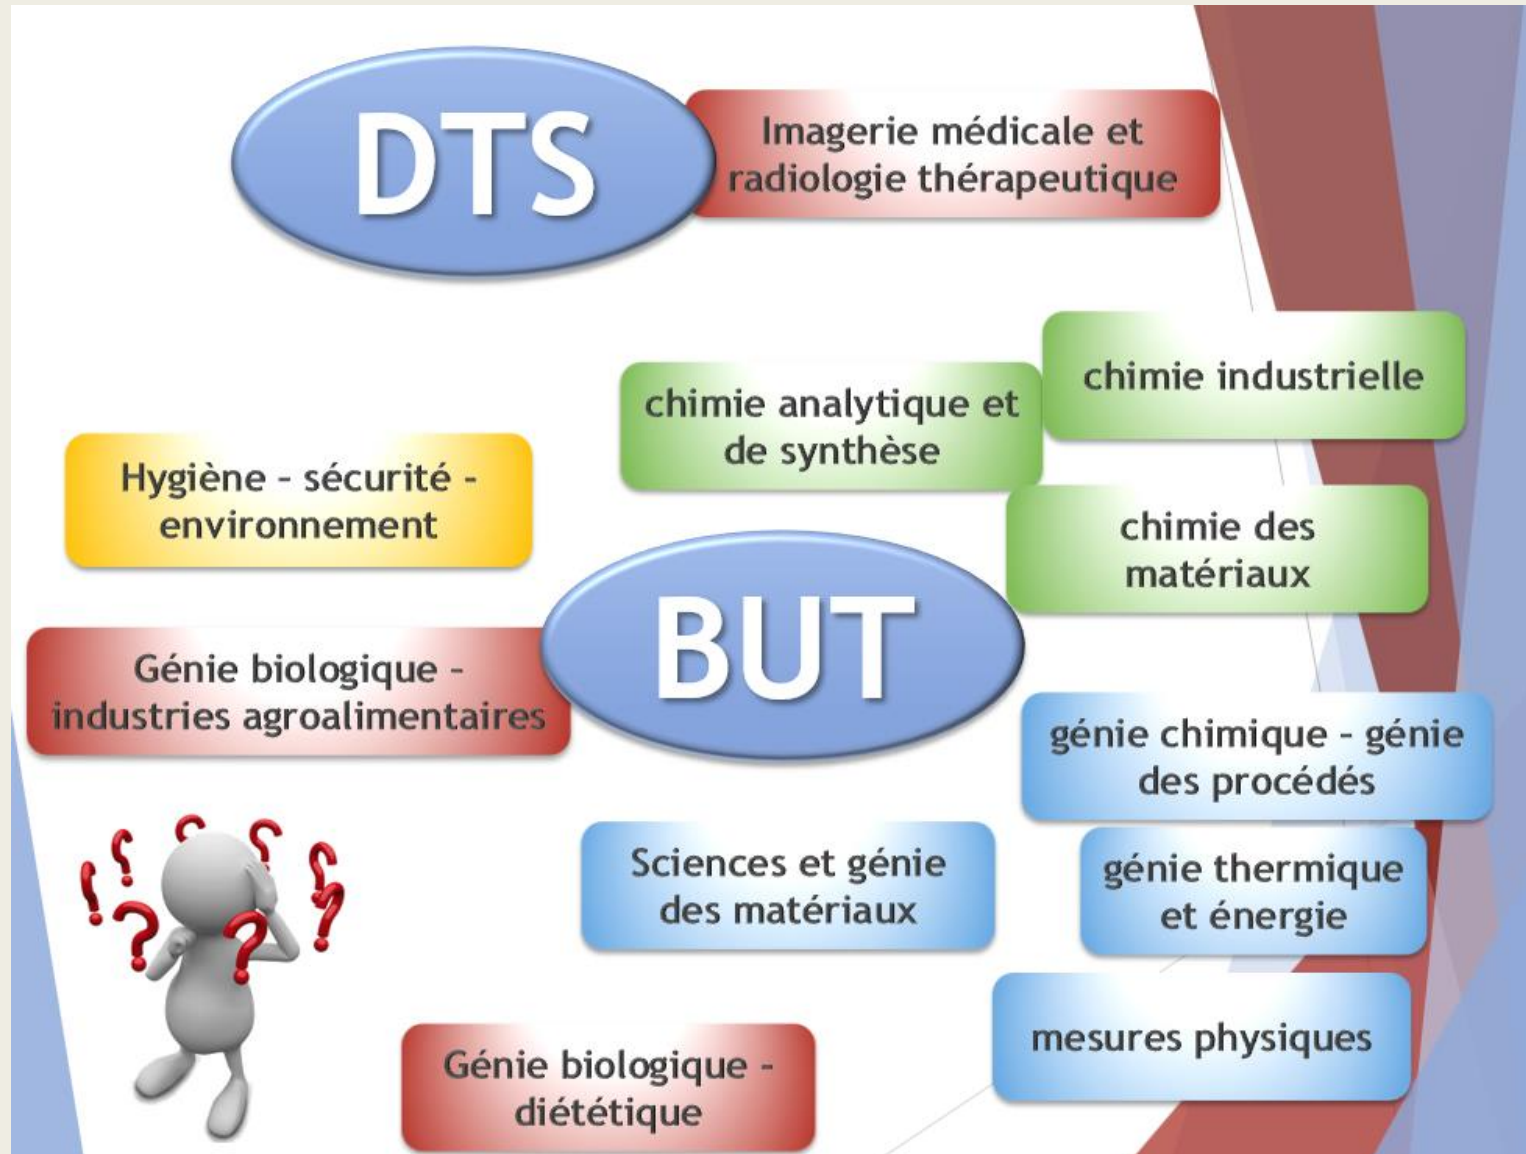 DTS
Imagerie médicale et
radiologie thérapeutique
chimie industrielle
chimie analytique et
de synthèse
Hygiène – sécurité –
environnement
chimie des
matériaux
BUT
Génie biologique –
industries agroalimentaires
génie chimique – génie
des procédés
Sciences et génie
des matériaux
génie thermique
et énergie
mesures physiques
Génie biologique –
diététique